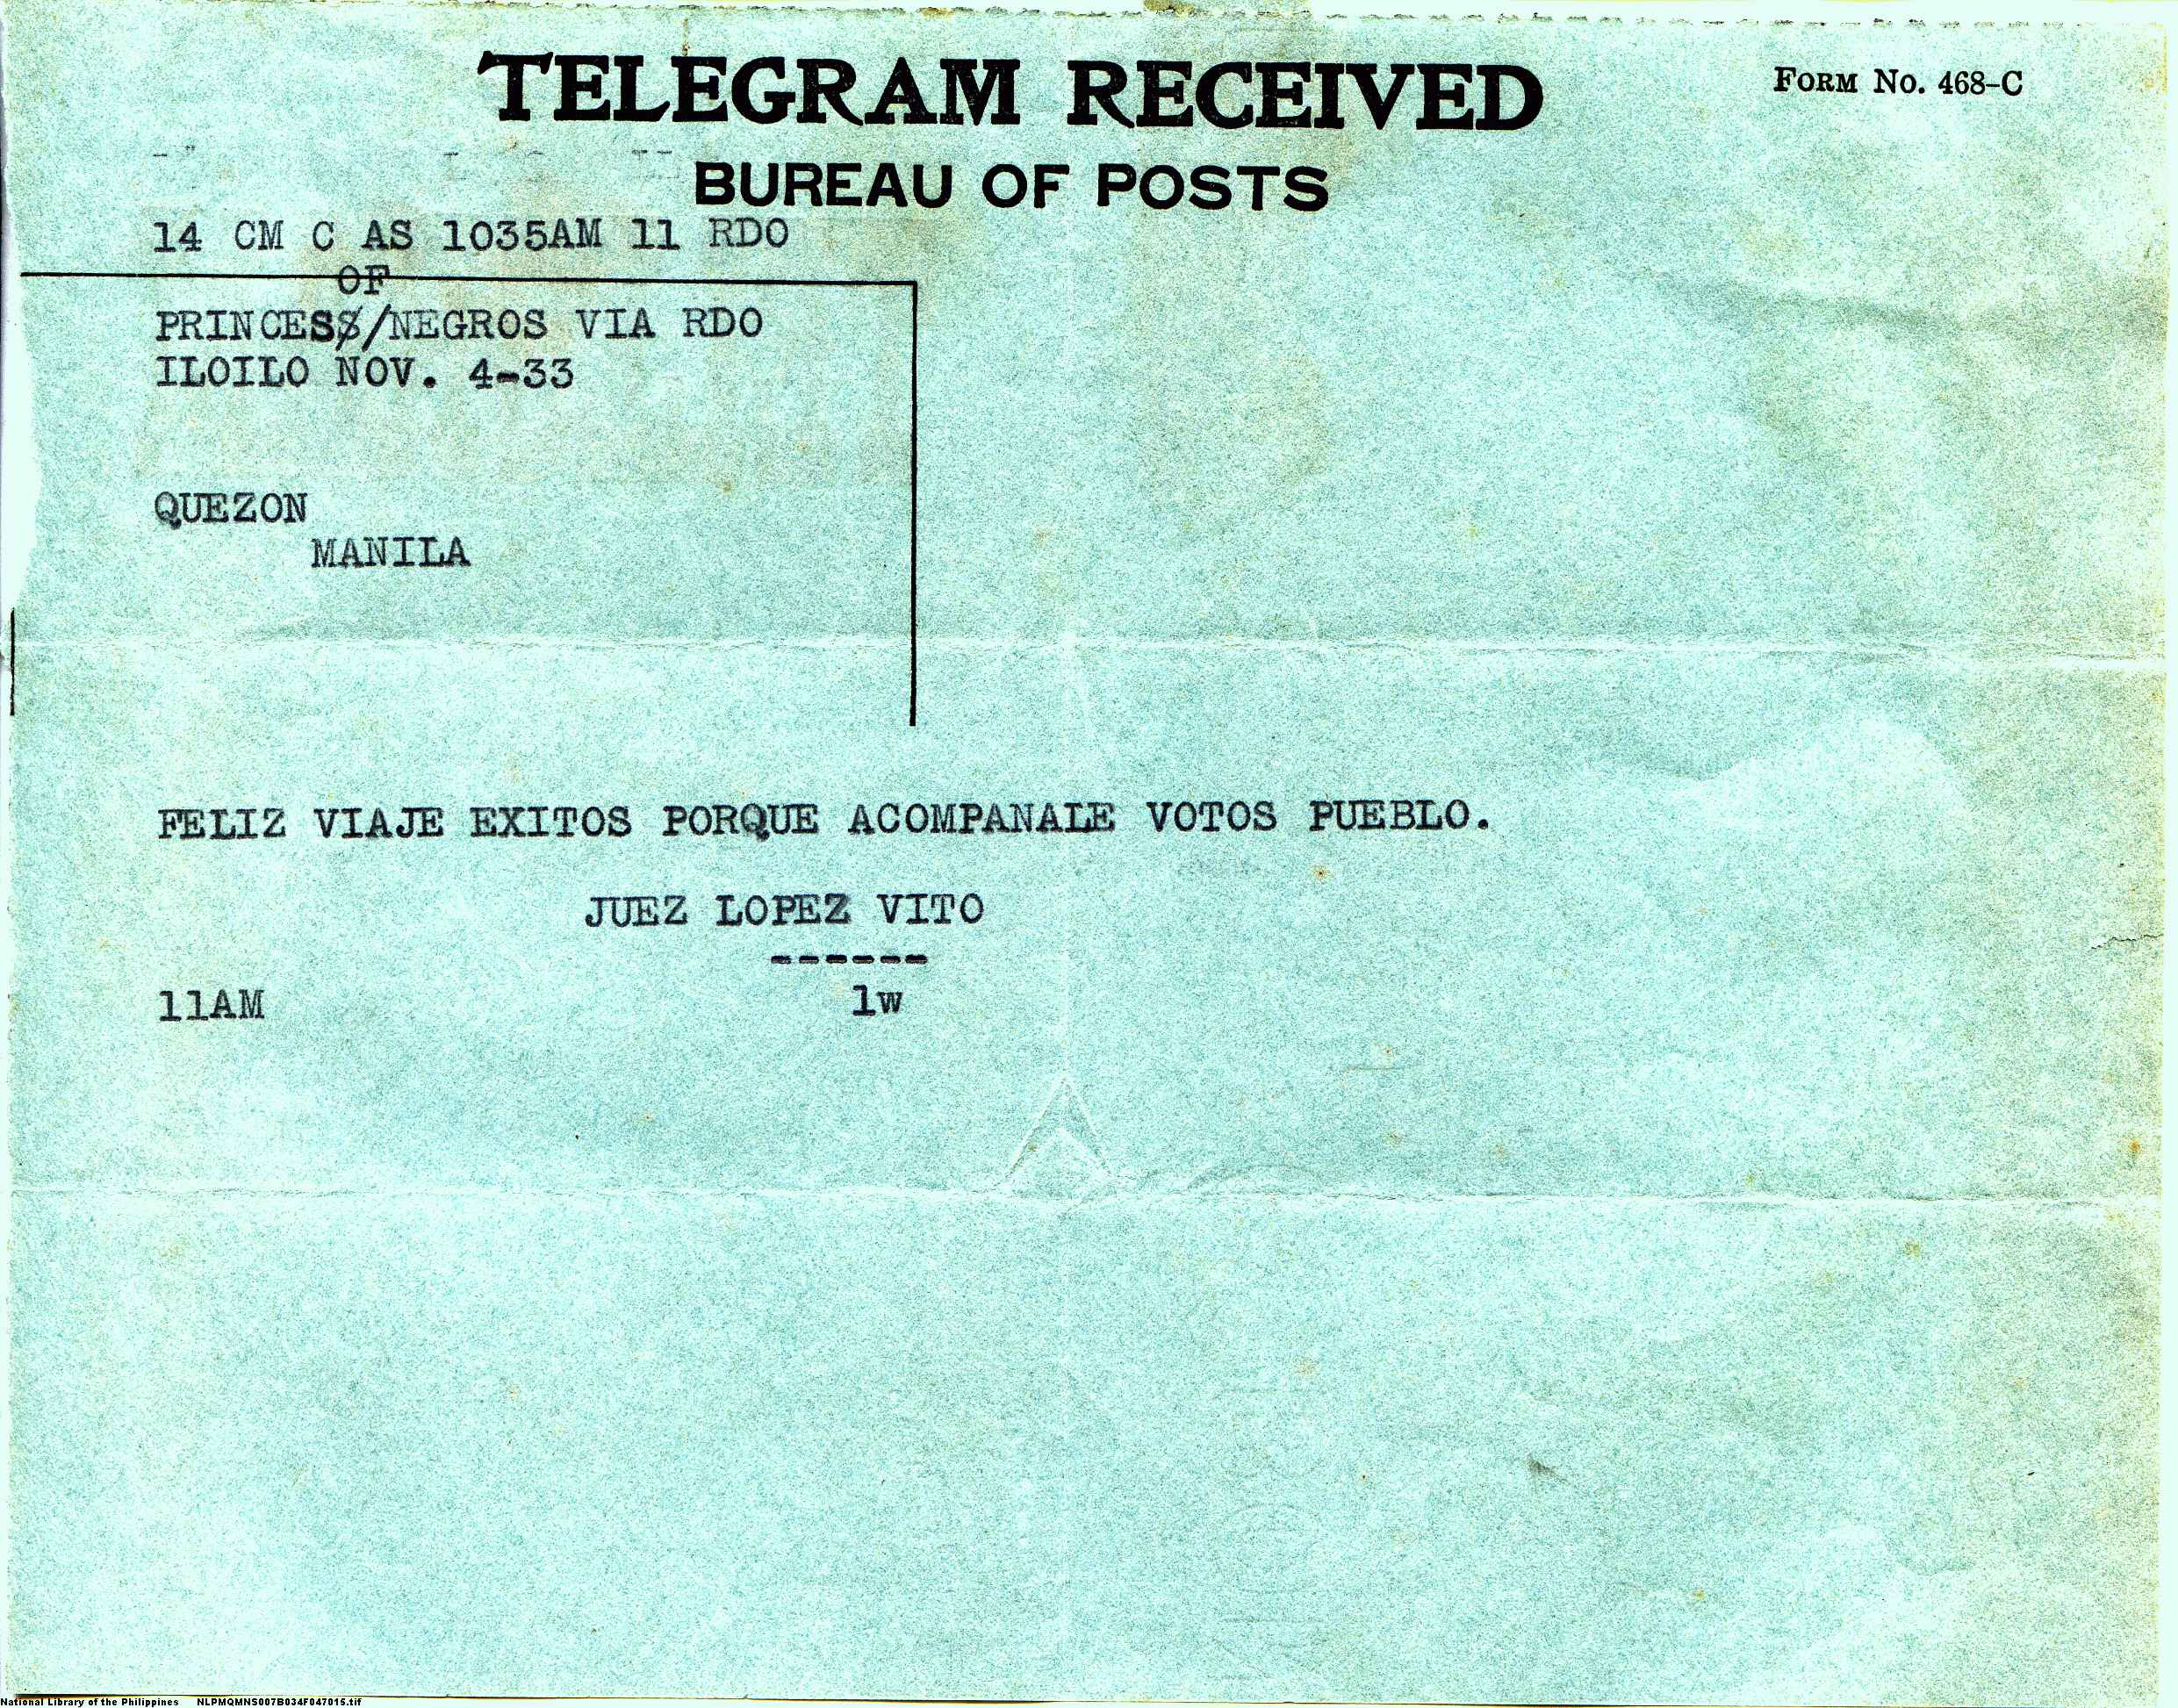 TELEGRAM RECEIVED
FORM No. 468-C
BUREAU OF POSTS
14 CM C AS 1035AM 11 RDO
OF
PRINCESS/NEGROS VIA RDO
ILOILO NOV. 4-33
QUEZON
MANILA
FELIZ VIAJE EXITOS PORQUE ACOMPANALE VOTOS PUEBLO.
JUEZ LOPEZ VITO
------
11AM lw
National Library of the Philippines NLPMQMNS007B034F047015.tif